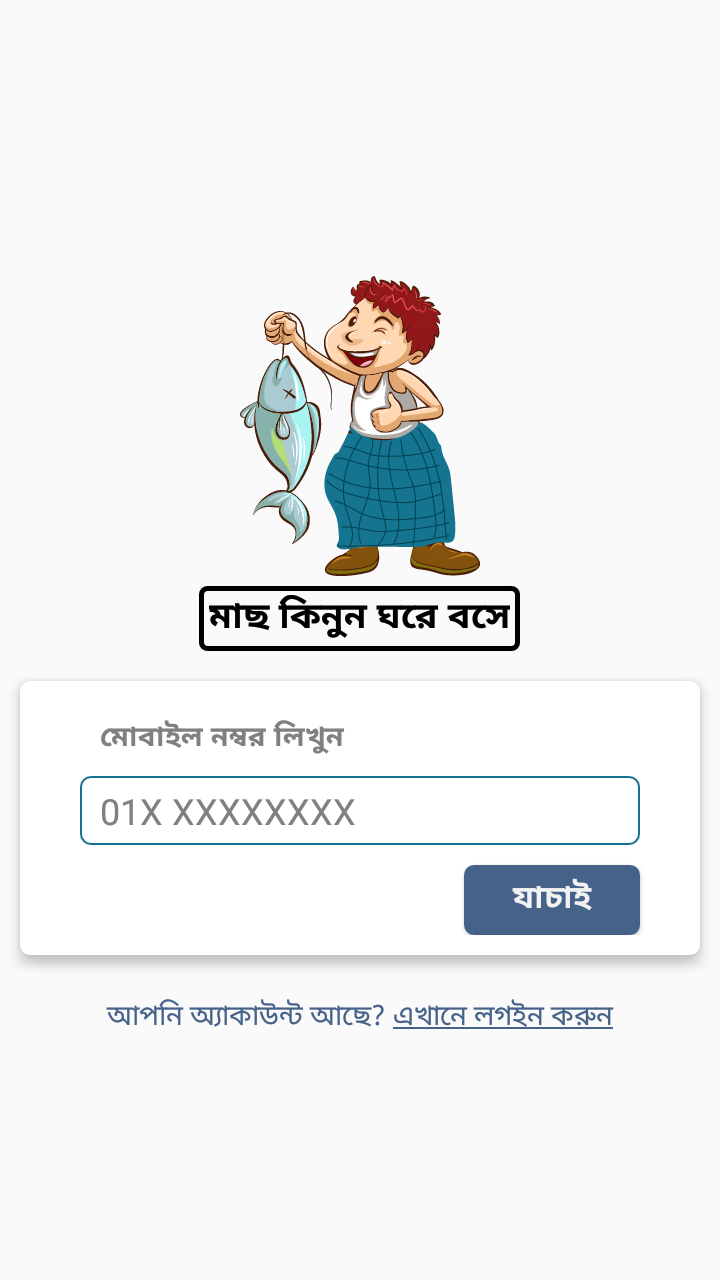 মাছ কিনুন ঘরে বসে
মোবাইল নম্বর লিখুন
01X XXXXXXXX
যাচাই
আপনি অ্যাকাউন্ট আছে? এখানে লগইন করুন